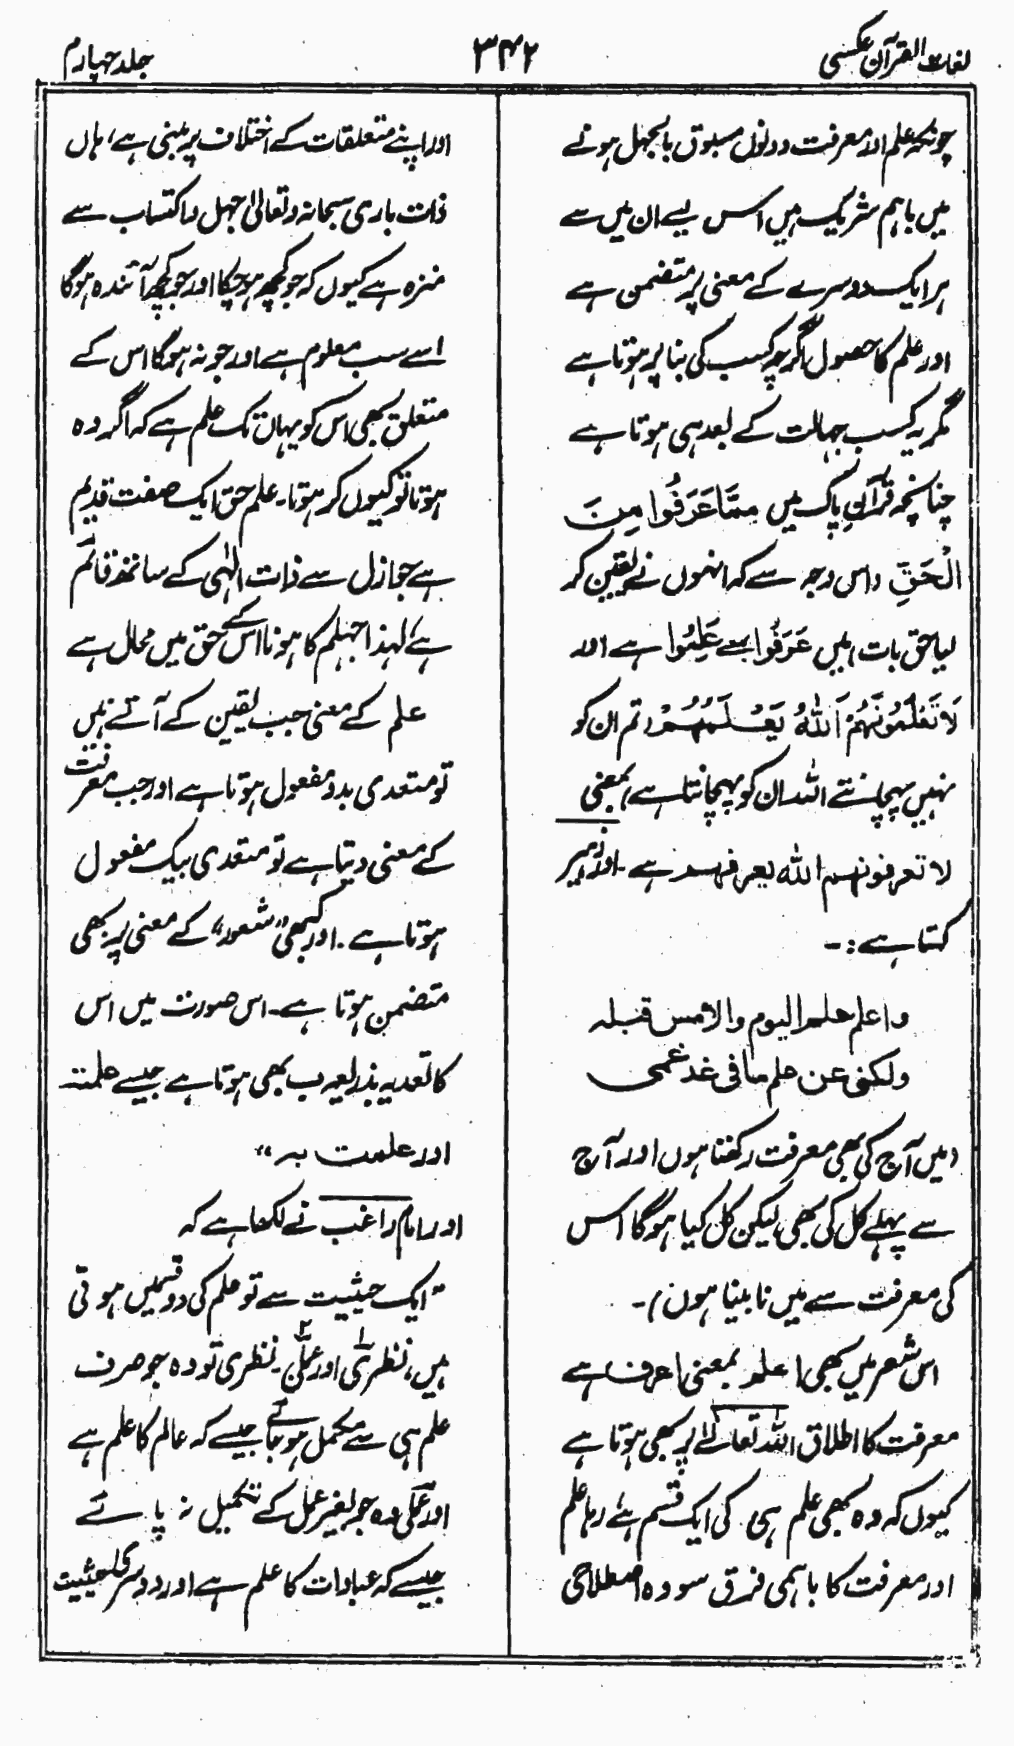 لغات القرآن عکسی
۳۴۲
جلد چہارم
چونکہ علم اور معرفت دونوں مسبوق بالجہل ہونے
میں باہم شریک ہیں اس لیے ان میں سے
ہر ایک دوسرے کے معنی پر متضمن ہے
اور علم کا حصول اگرچہ کسب کی بنا پر ہوتا ہے
مگر یہ کسب جہالت کے بعد ہی ہوتا ہے
چنانچہ قرآنِ پاک میں مِمَّا عَرَفُوا مِنَ
الْحَقِّ (اس وجہ سے کہ انہوں نے یقین کر
لیا حق بات) میں عَرَفُوا بمعنی عَلِمُوا ہے اور
لَا تَعْلَمُونَهُمْ اَللهُ يَعْلَمُهُمْ (تم ان کو
نہیں پہچانتے اللہ ان کو پہچانتا ہے) بمعنی
لا تعرفونهم الله يعرفهم ہے۔ اور زہیر
کہتا ہے :-
واعلم علم اليوم والامس قبله
ولكنني عن علم ما في غد عمي
(میں آج کی بھی معرفت رکھتا ہوں اور آج
سے پہلے کل کی بھی لیکن کل کیا ہوگا اس
کی معرفت سے میں نابینا ہوں)۔
اس شعر میں بھی اعلم بمعنی اعرف ہے
معرفت کا اطلاق اللہ تعالےٰ پر بھی ہوتا ہے
کیوں کہ وہ بھی علم ہی کی ایک قسم ہے، رہا علم
اور معرفت کا باہمی فرق سو وہ اصطلاحی
اور اپنے متعلقات کے اختلاف پر مبنی ہے، ہاں
ذات باری سبحانہ و تعالیٰ جہل و اکتساب سے
منزہ ہے کیوں کہ جو کچھ ہو چکا اور جو کچھ آئندہ ہوگا
اسے سب معلوم ہے اور جو نہ ہوگا اس کے
متعلق بھی اس کو یہاں تک علم ہے کہ اگر وہ
ہوتا تو کیوں کر ہوتا۔ علم حق ایک صفت قدیم
ہے جو ازل سے ذات الٰہی کے ساتھ قائم
ہے، لہذا جہلم کا ہونا اس کے حق میں محال ہے
علم کے معنی جب یقین کے آتے ہیں
تو متعدی بدو مفعول ہوتا ہے اور جب معرفت
کے معنی دیتا ہے تو متعدی بیک مفعول
ہوتا ہے۔ اور کبھی "شعور" کے معنی پر بھی
متضمن ہوتا ہے۔ اس صورت میں اس
کا تعدیہ بذریعہ ب بھی ہوتا ہے جیسے علمته
اور علمت به"
اور امام راغب نے لکھا ہے کہ
"ایک حیثیت سے تو علم کی دو قسمیں ہوتی
ہیں، نظری۱ اور عملی۲۔ نظری تو وہ جو صرف
علم ہی سے مکمل ہو جائے جیسے کہ عالم کا علم ہے
اور عملی وہ جو بغیر عمل کے تکمیل نہ پائے
جیسے کہ عبادات کا علم ہے اور دوسری حیثیت